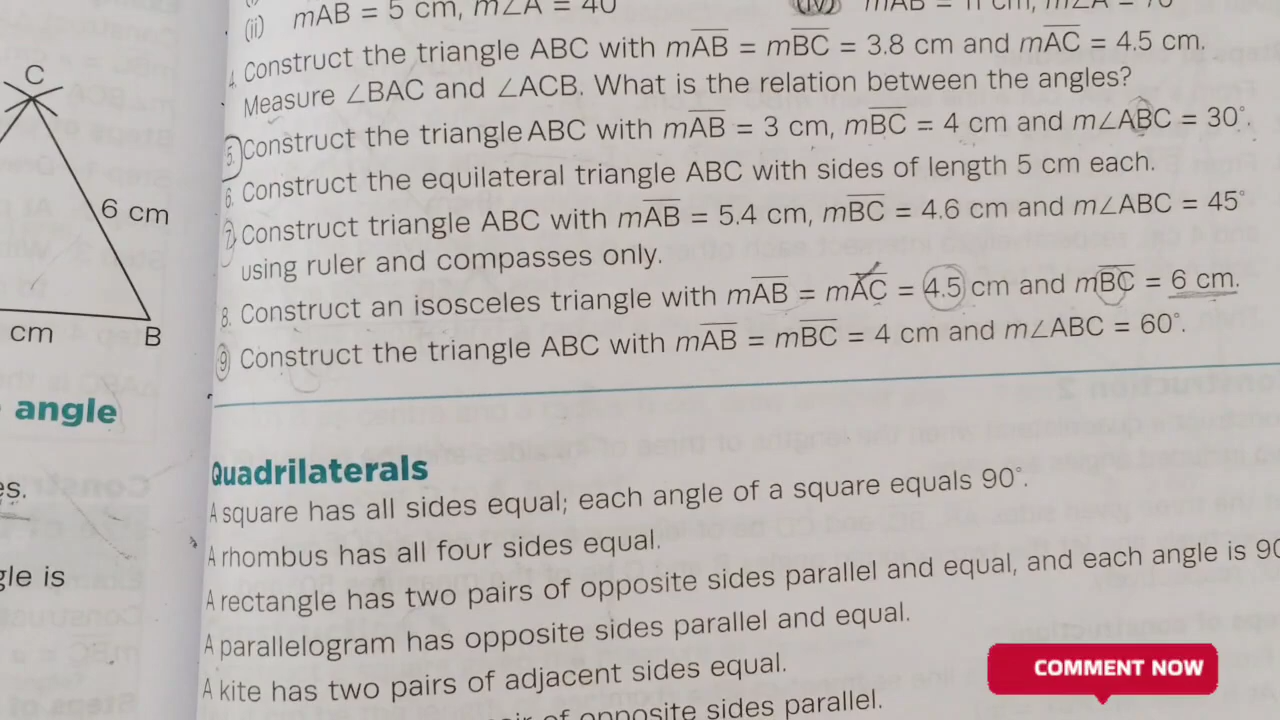 (ii) mAB = 5 cm, m∠A = 40
(iv) mAB = 11 cm, m∠A = 70
4. Construct the triangle ABC with mAB = mBC = 3.8 cm and mAC = 4.5 cm.
Measure ∠BAC and ∠ACB. What is the relation between the angles?
5. Construct the triangle ABC with mAB = 3 cm, mBC = 4 cm and m∠ABC = 30°.
6. Construct the equilateral triangle ABC with sides of length 5 cm each.
7. Construct triangle ABC with mAB = 5.4 cm, mBC = 4.6 cm and m∠ABC = 45°
using ruler and compasses only.
8. Construct an isosceles triangle with mAB = mAC = 4.5 cm and mBC = 6 cm.
9. Construct the triangle ABC with mAB = mBC = 4 cm and m∠ABC = 60°.
C
6 cm
cm
B
angle
es.
gle is
Quadrilaterals
A square has all sides equal; each angle of a square equals 90°.
A rhombus has all four sides equal.
A rectangle has two pairs of opposite sides parallel and equal, and each angle is 90
A parallelogram has opposite sides parallel and equal.
A kite has two pairs of adjacent sides equal.
of opposite sides parallel.
COMMENT NOW